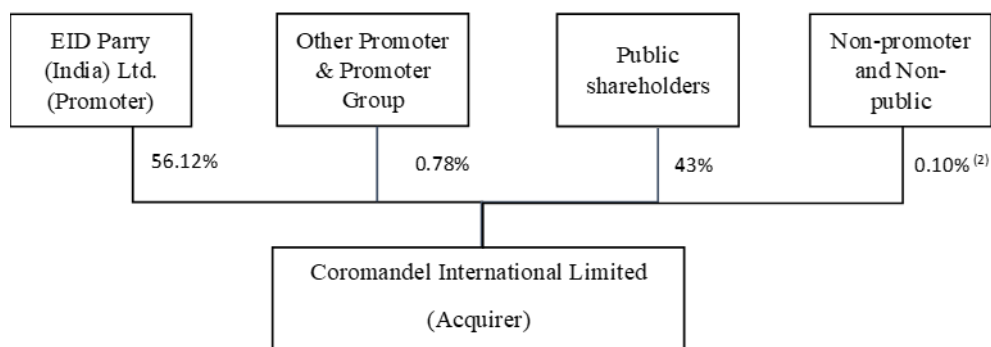 EID Parry
(India) Ltd.
(Promoter)
Other Promoter
& Promoter
Group
Public
shareholders
Non-promoter
and Non-
public
56.12%
0.78%
43%
0.10% (2)
Coromandel International Limited
(Acquirer)